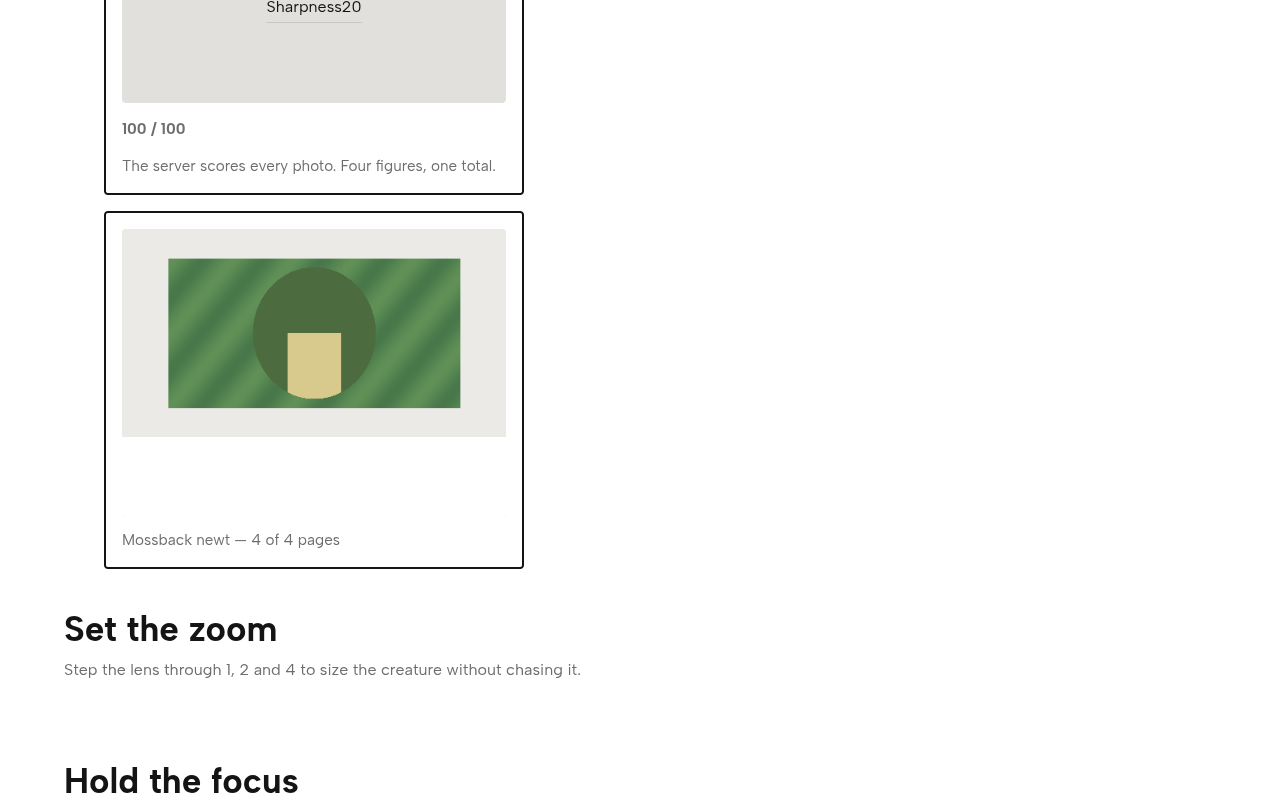 Sharpness20
100 / 100
The server scores every photo. Four figures, one total.
Mossback newt — 4 of 4 pages
Set the zoom
Step the lens through 1, 2 and 4 to size the creature without chasing it.
Hold the focus